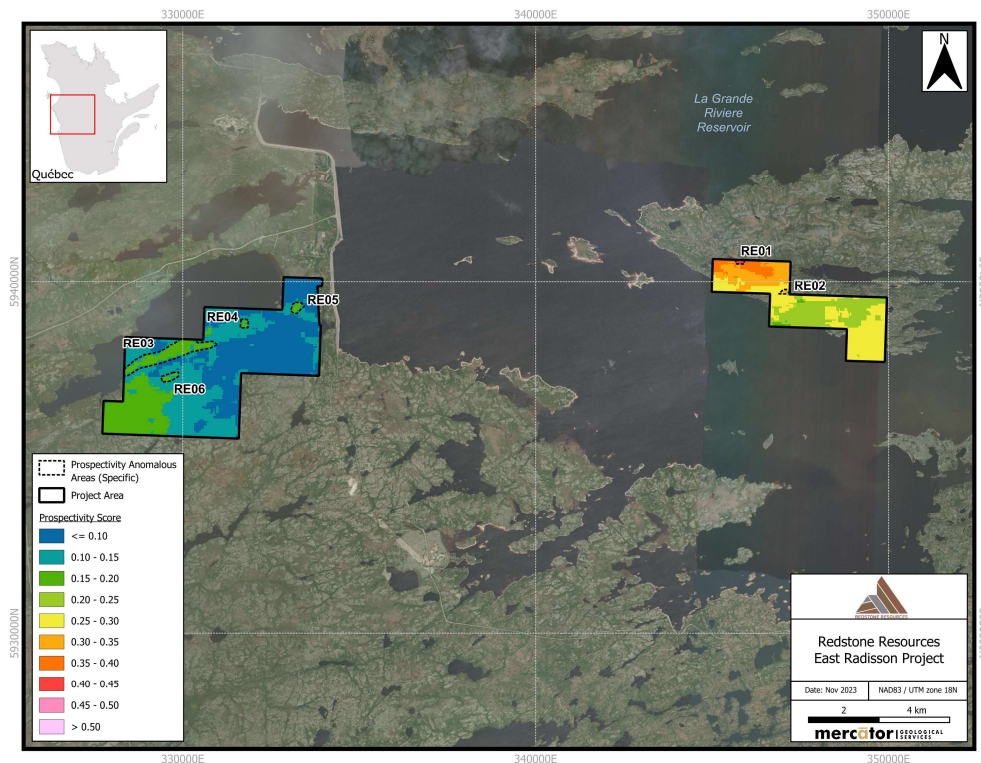 330000E
340000E
350000E
N
La Grande
Riviere
Reservoir
Québec
5940000N
RE01
RE02
RE05
RE04
RE03
RE06
Prospectivity Anomalous
Areas (Specific)
Project Area
Prospectivity Score
<= 0.10
0.10 - 0.15
0.15 - 0.20
0.20 - 0.25
0.25 - 0.30
0.30 - 0.35
0.35 - 0.40
0.40 - 0.45
0.45 - 0.50
> 0.50
5930000N
REDSTONE RESOURCES
Redstone Resources
East Radisson Project
Date: Nov 2023
NAD83 / UTM zone 18N
2
4 km
mercator GEOLOGICAL
SERVICES
330000E
340000E
350000E